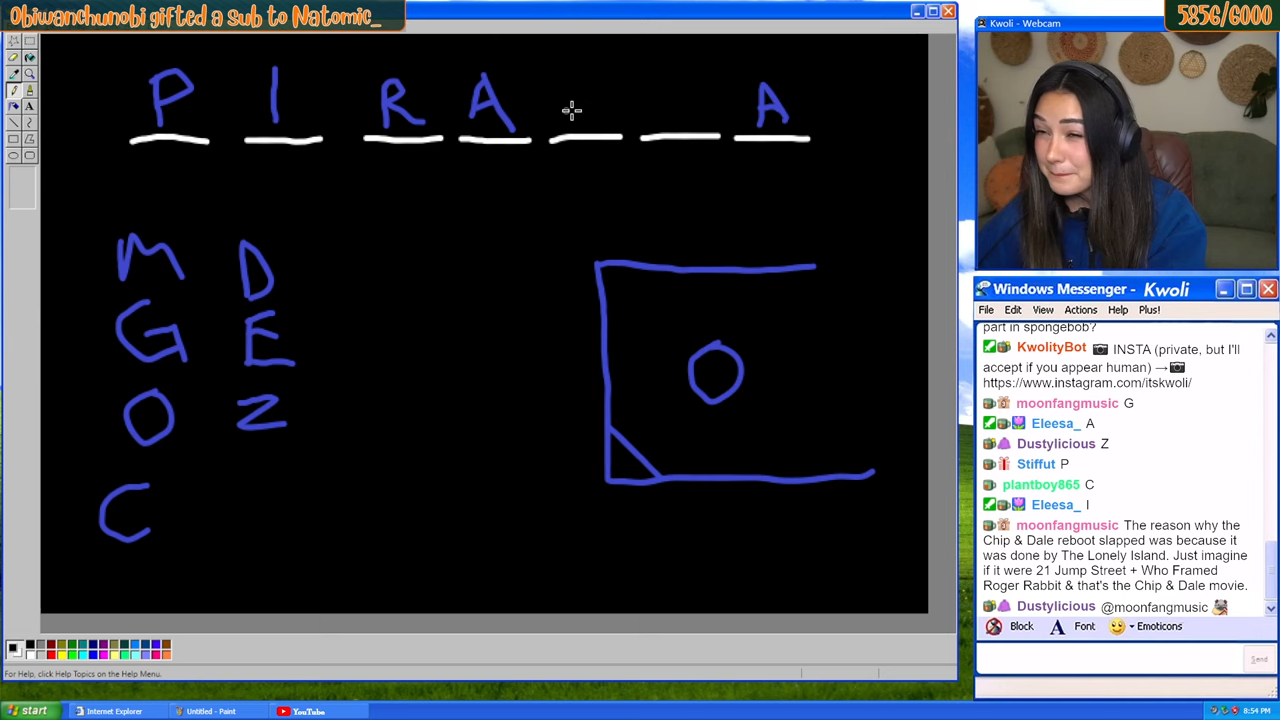 Obiwanchunobi gifted a sub to Natomic_
5856/6000
Kwoli - Webcam
P I R A A
M D
G E
O Z
C
Windows Messenger - Kwoli
File Edit View Actions Help Plus!
part in spongebob?
KwolityBot INSTA (private, but I'll
accept if you appear human) →
https://www.instagram.com/itskwoli/
moonfangmusic G
Eleesa_ A
Dustylicious Z
Stiffut P
plantboy865 C
Eleesa_ I
moonfangmusic The reason why the
Chip & Dale reboot slapped was because it
was done by The Lonely Island. Just imagine
if it were 21 Jump Street + Who Framed
Roger Rabbit & that's the Chip & Dale movie.
Dustylicious @moonfangmusic
Block A Font Emoticons
Send
For Help, click Help Topics on the Help Menu.
start Internet Explorer Untitled - Paint YouTube 8:54 PM